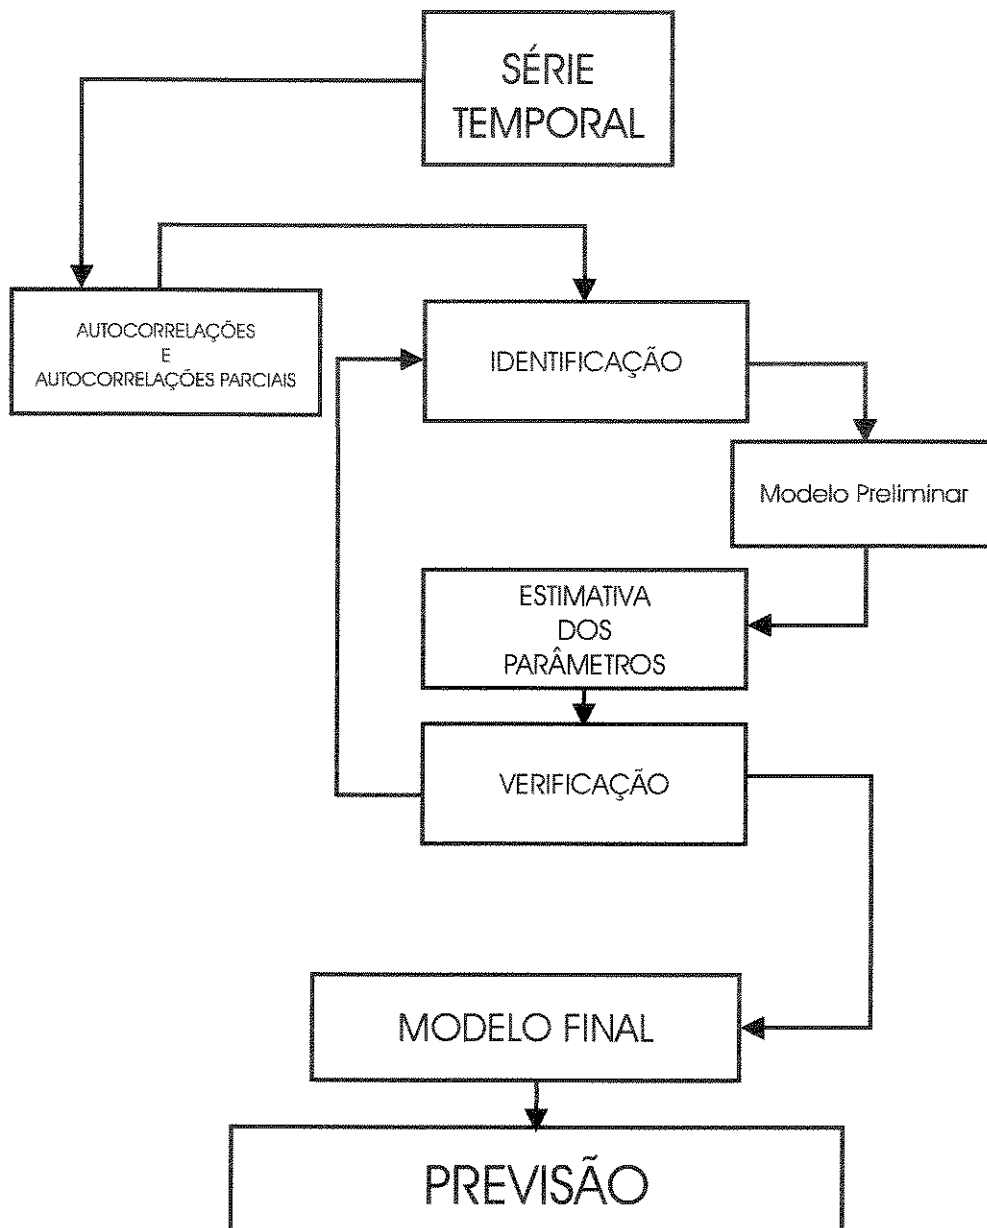 SÉRIE
TEMPORAL
AUTOCORRELAÇÕES
E
AUTOCORRELAÇÕES PARCIAIS
IDENTIFICAÇÃO
Modelo Preliminar
ESTIMATIVA
DOS
PARÂMETROS
VERIFICAÇÃO
MODELO FINAL
PREVISÃO